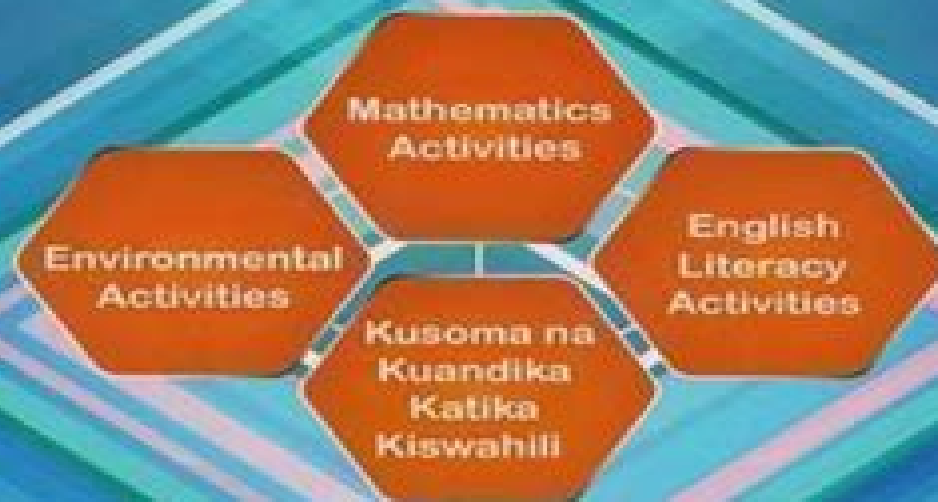 Mathematics
Activities
Environmental
Activities
English
Literacy
Activities
Kusoma na
Kuandika
Katika
Kiswahili